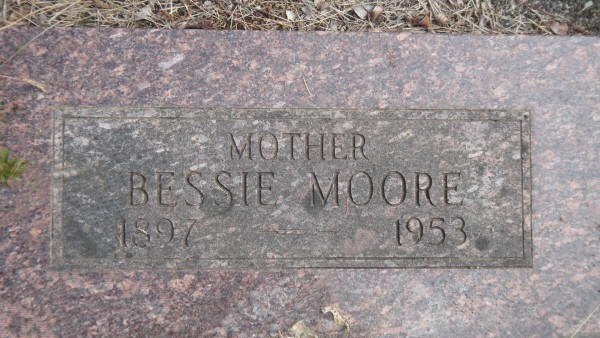 MOTHER
BESSIE MOORE
1897 — 1953